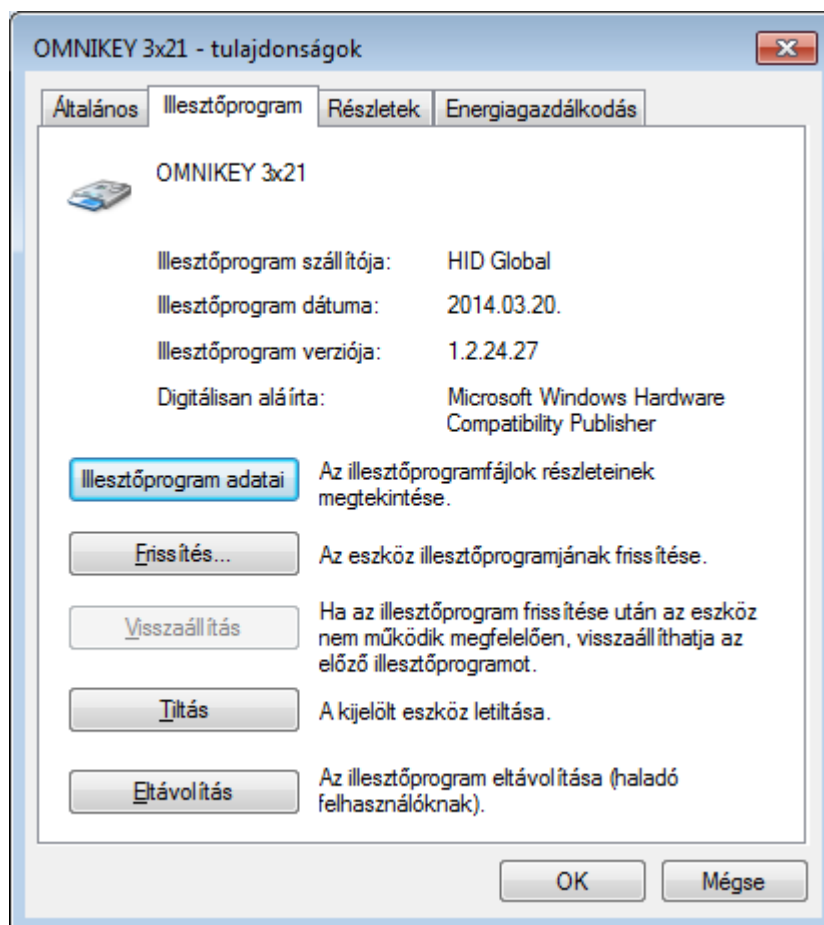 OMNIKEY 3x21 - tulajdonságok
Általános Illesztőprogram Részletek Energiagazdálkodás
OMNIKEY 3x21
Illesztőprogram szállítója: HID Global
Illesztőprogram dátuma: 2014.03.20.
Illesztőprogram verziója: 1.2.24.27
Digitálisan aláírta: Microsoft Windows Hardware
Compatibility Publisher
Illesztőprogram adatai
Az illesztőprogramfájlok részleteinek
megtekintése.
Frissítés...
Az eszköz illesztőprogramjának frissítése.
Visszaállítás
Ha az illesztőprogram frissítése után az eszköz
nem működik megfelelően, visszaállíthatja az
előző illesztőprogramot.
Tiltás
A kijelölt eszköz letiltása.
Eltávolítás
Az illesztőprogram eltávolítása (haladó
felhasználóknak).
OK Mégse